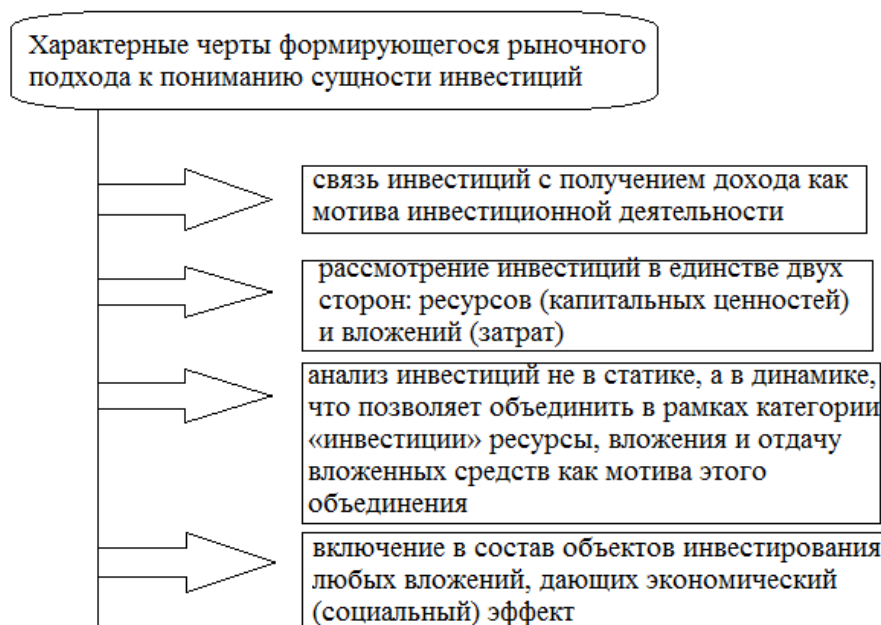 Характерные черты формирующегося рыночного
подхода к пониманию сущности инвестиций
связь инвестиций с получением дохода как
мотива инвестиционной деятельности
рассмотрение инвестиций в единстве двух
сторон: ресурсов (капитальных ценностей)
и вложений (затрат)
анализ инвестиций не в статике, а в динамике,
что позволяет объединить в рамках категории
«инвестиции» ресурсы, вложения и отдачу
вложенных средств как мотива этого
объединения
включение в состав объектов инвестирования
любых вложений, дающих экономический
(социальный) эффект